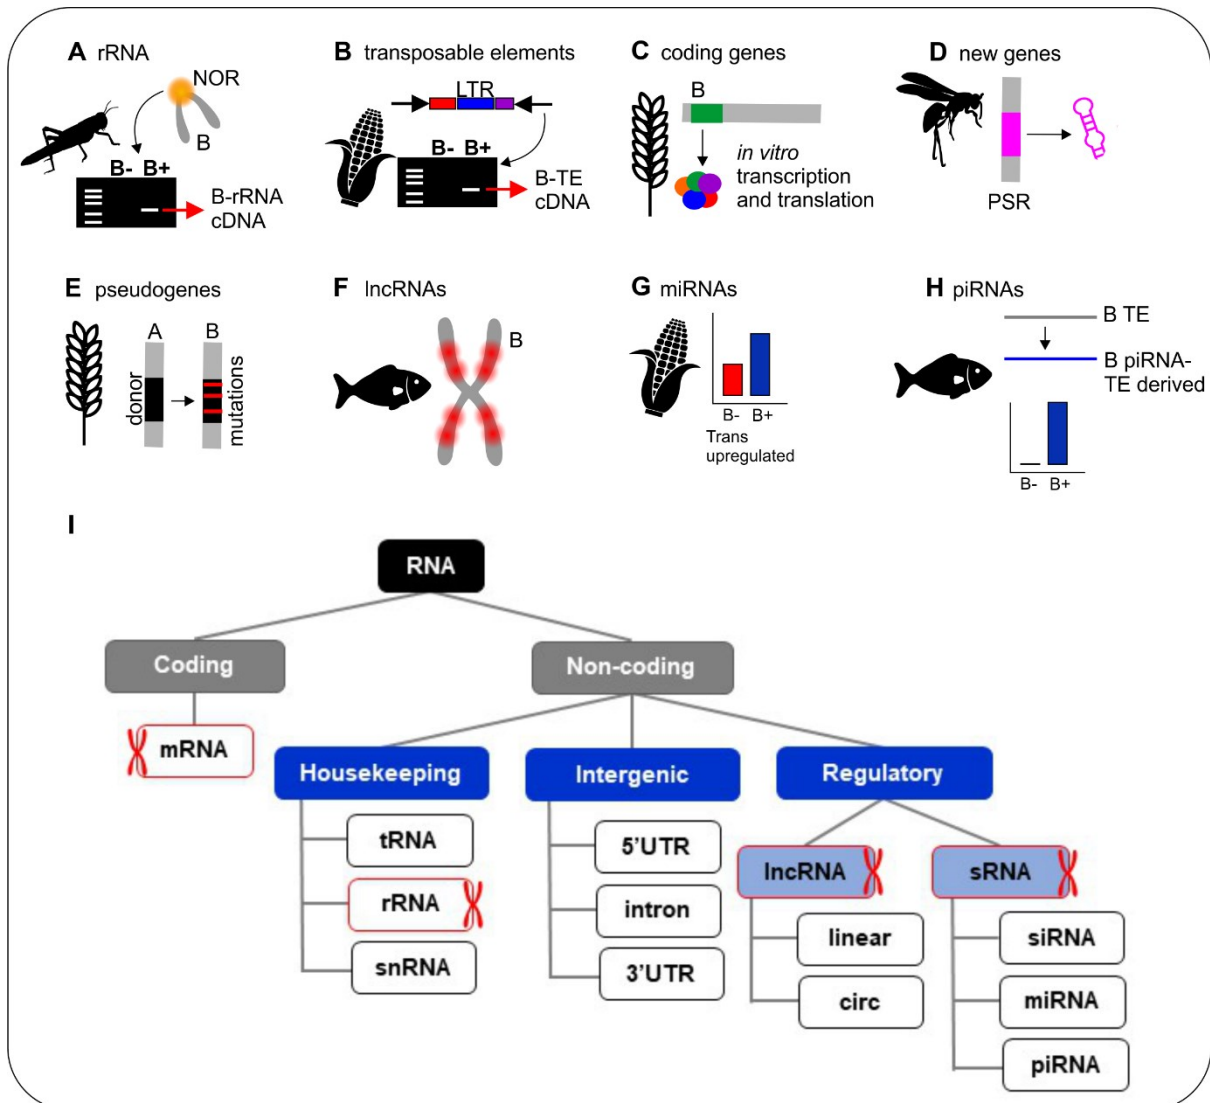 A rRNA
NOR
B
B- B+
B-rRNA
cDNA
B transposable elements
LTR
B- B+
B-TE
cDNA
C coding genes
B
in vitro
transcription
and translation
D new genes
PSR
E pseudogenes
A
B
donor
mutations
F lncRNAs
B
G miRNAs
B- B+
Trans
upregulated
H piRNAs
B TE
B piRNA-
TE derived
B- B+
I
RNA
Coding
Non-coding
mRNA
Housekeeping
Intergenic
Regulatory
tRNA
rRNA
snRNA
5'UTR
intron
3'UTR
lncRNA
sRNA
linear
circ
siRNA
miRNA
piRNA